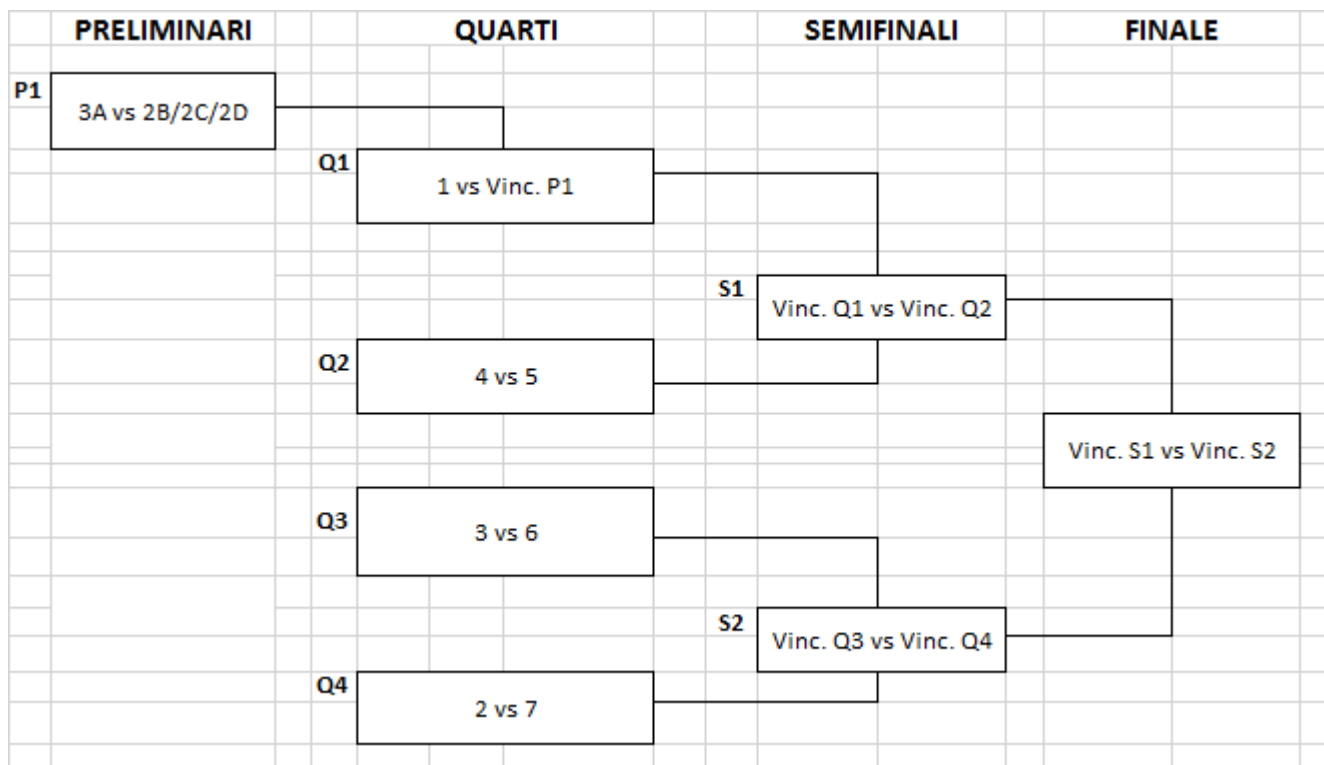 PRELIMINARI QUARTI SEMIFINALI FINALE
P1
3A vs 2B/2C/2D
Q1
1 vs Vinc. P1
S1
Vinc. Q1 vs Vinc. Q2
Q2
4 vs 5
Vinc. S1 vs Vinc. S2
Q3
3 vs 6
S2
Vinc. Q3 vs Vinc. Q4
Q4
2 vs 7